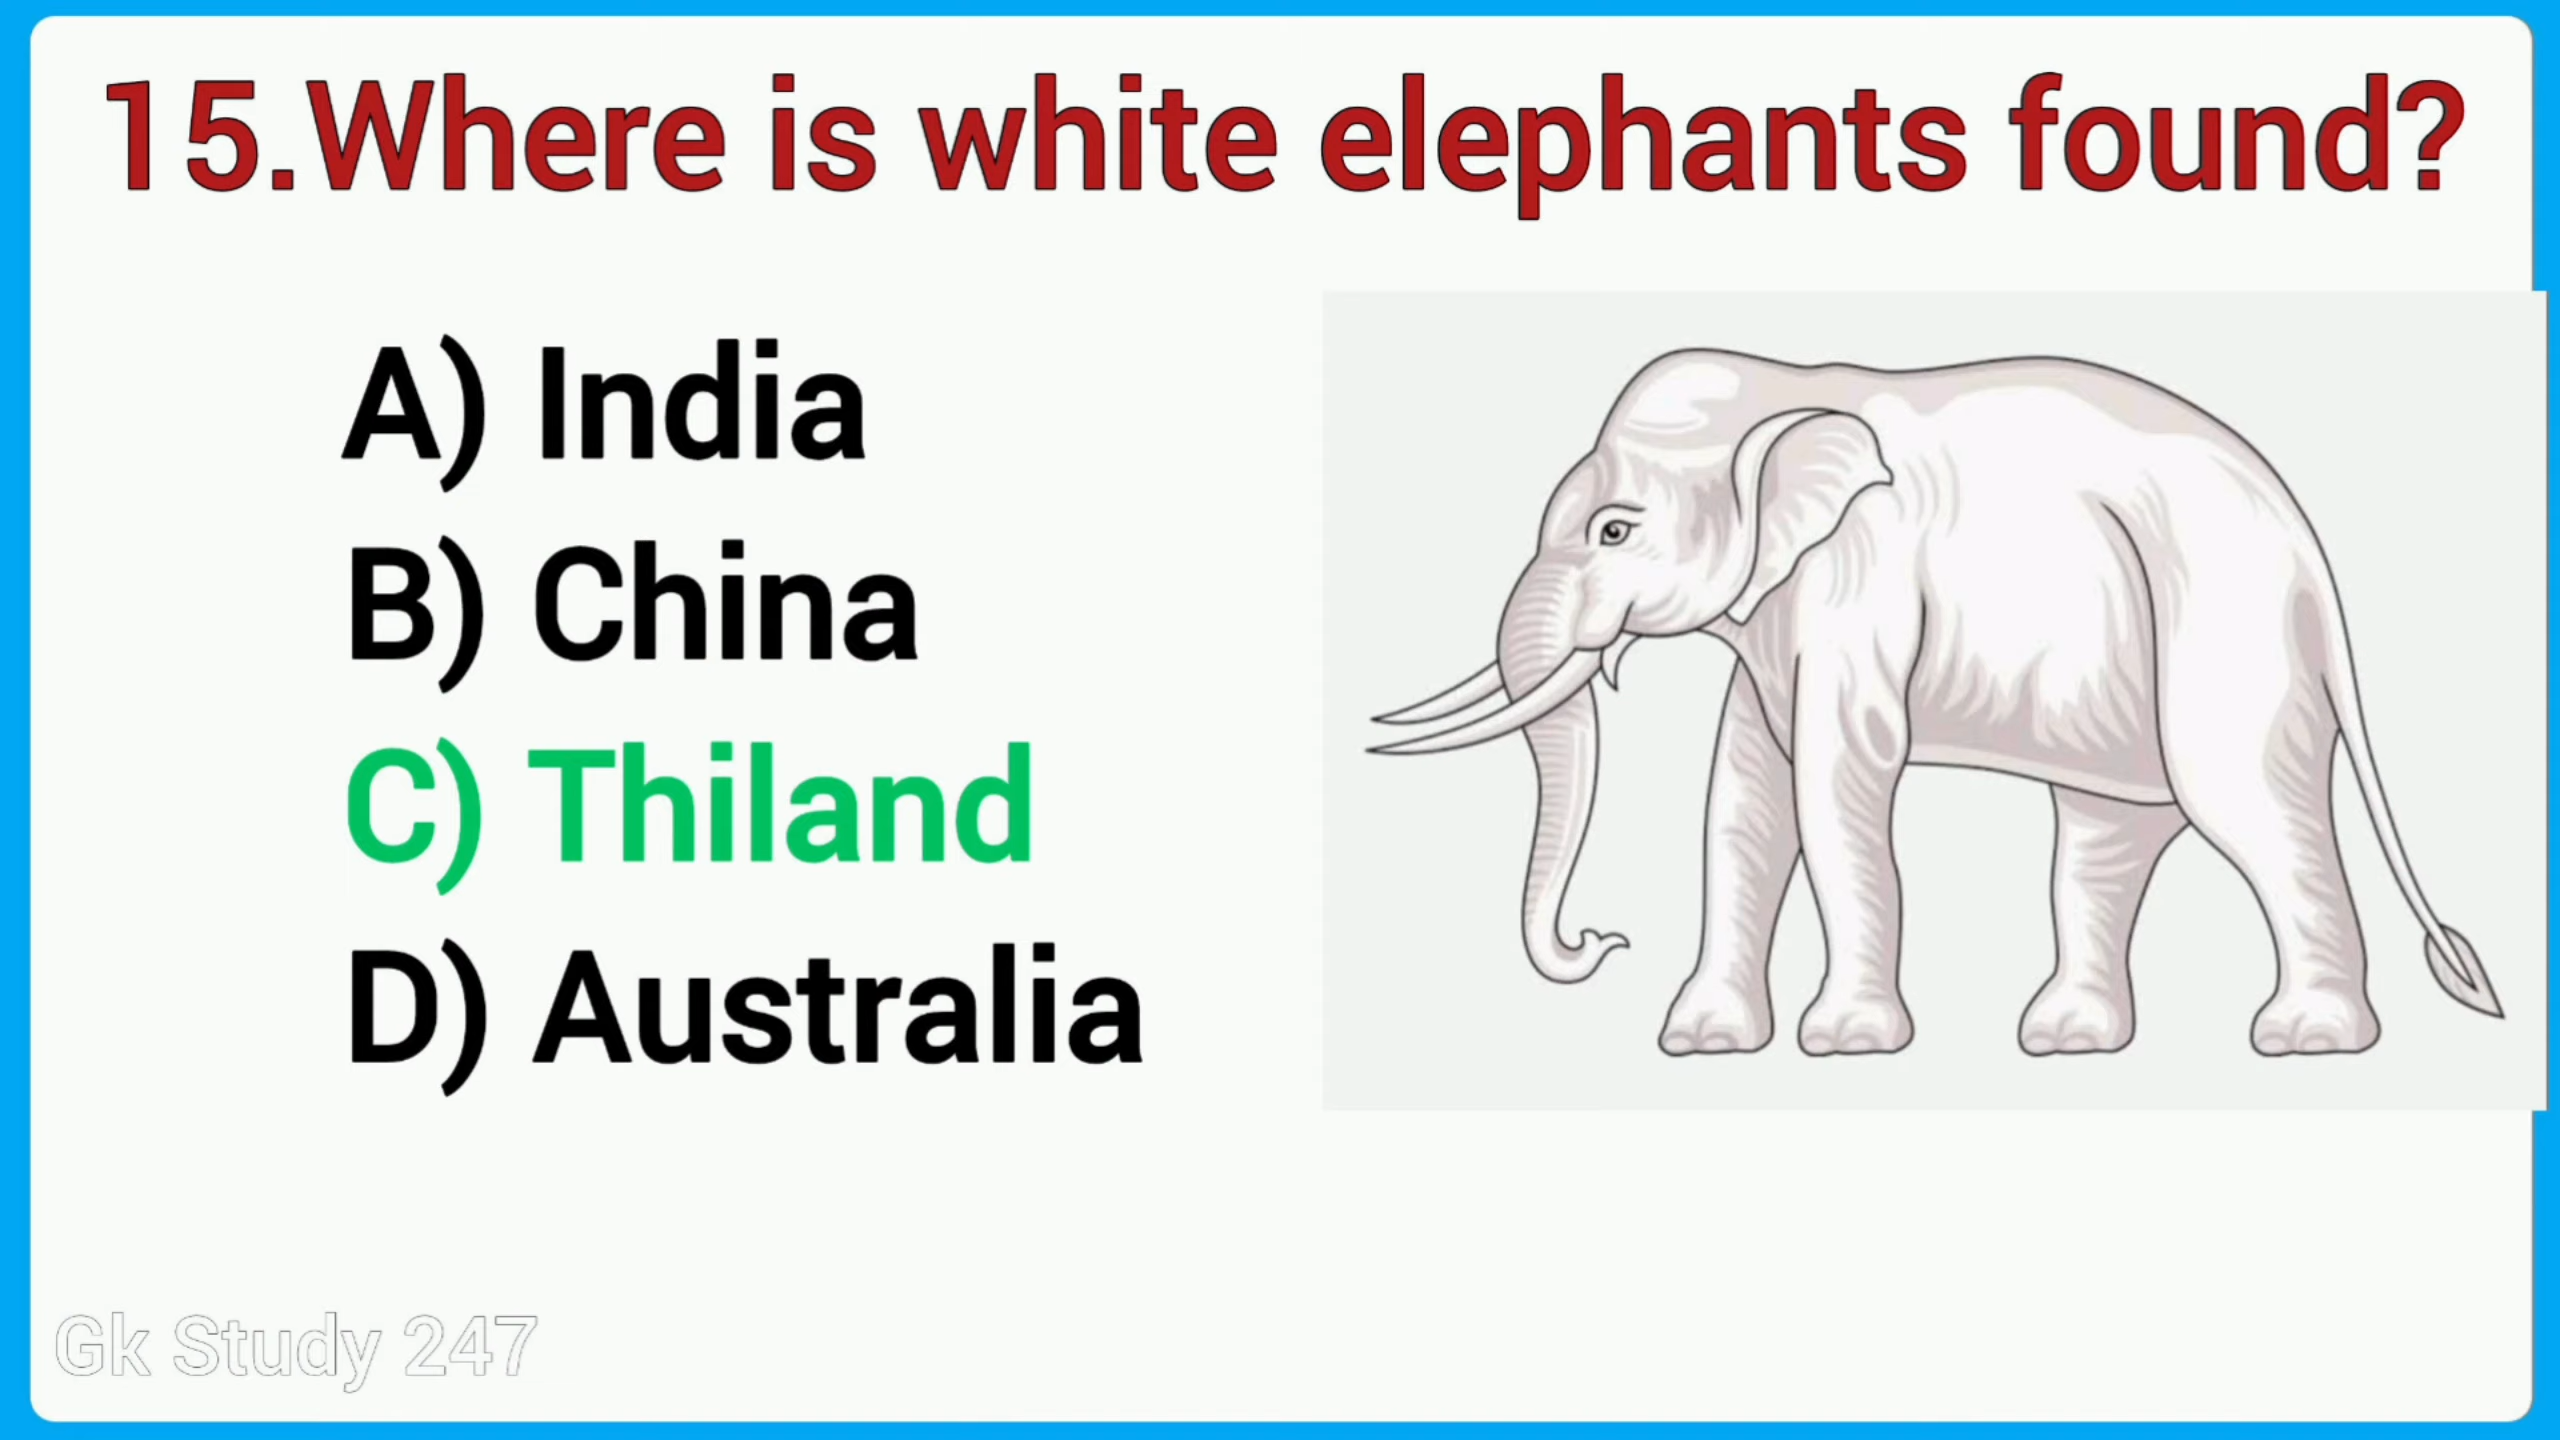 15.Where is white elephants found?
A) India
B) China
C) Thiland
D) Australia
Gk Study 247